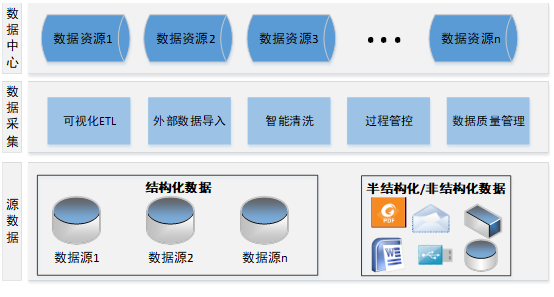 数据中心
数据资源1
数据资源2
数据资源3
数据资源n
数据采集
可视化ETL
外部数据导入
智能清洗
过程管控
数据质量管理
源数据
结构化数据
数据源1
数据源2
数据源n
半结构化/非结构化数据
PDF
W